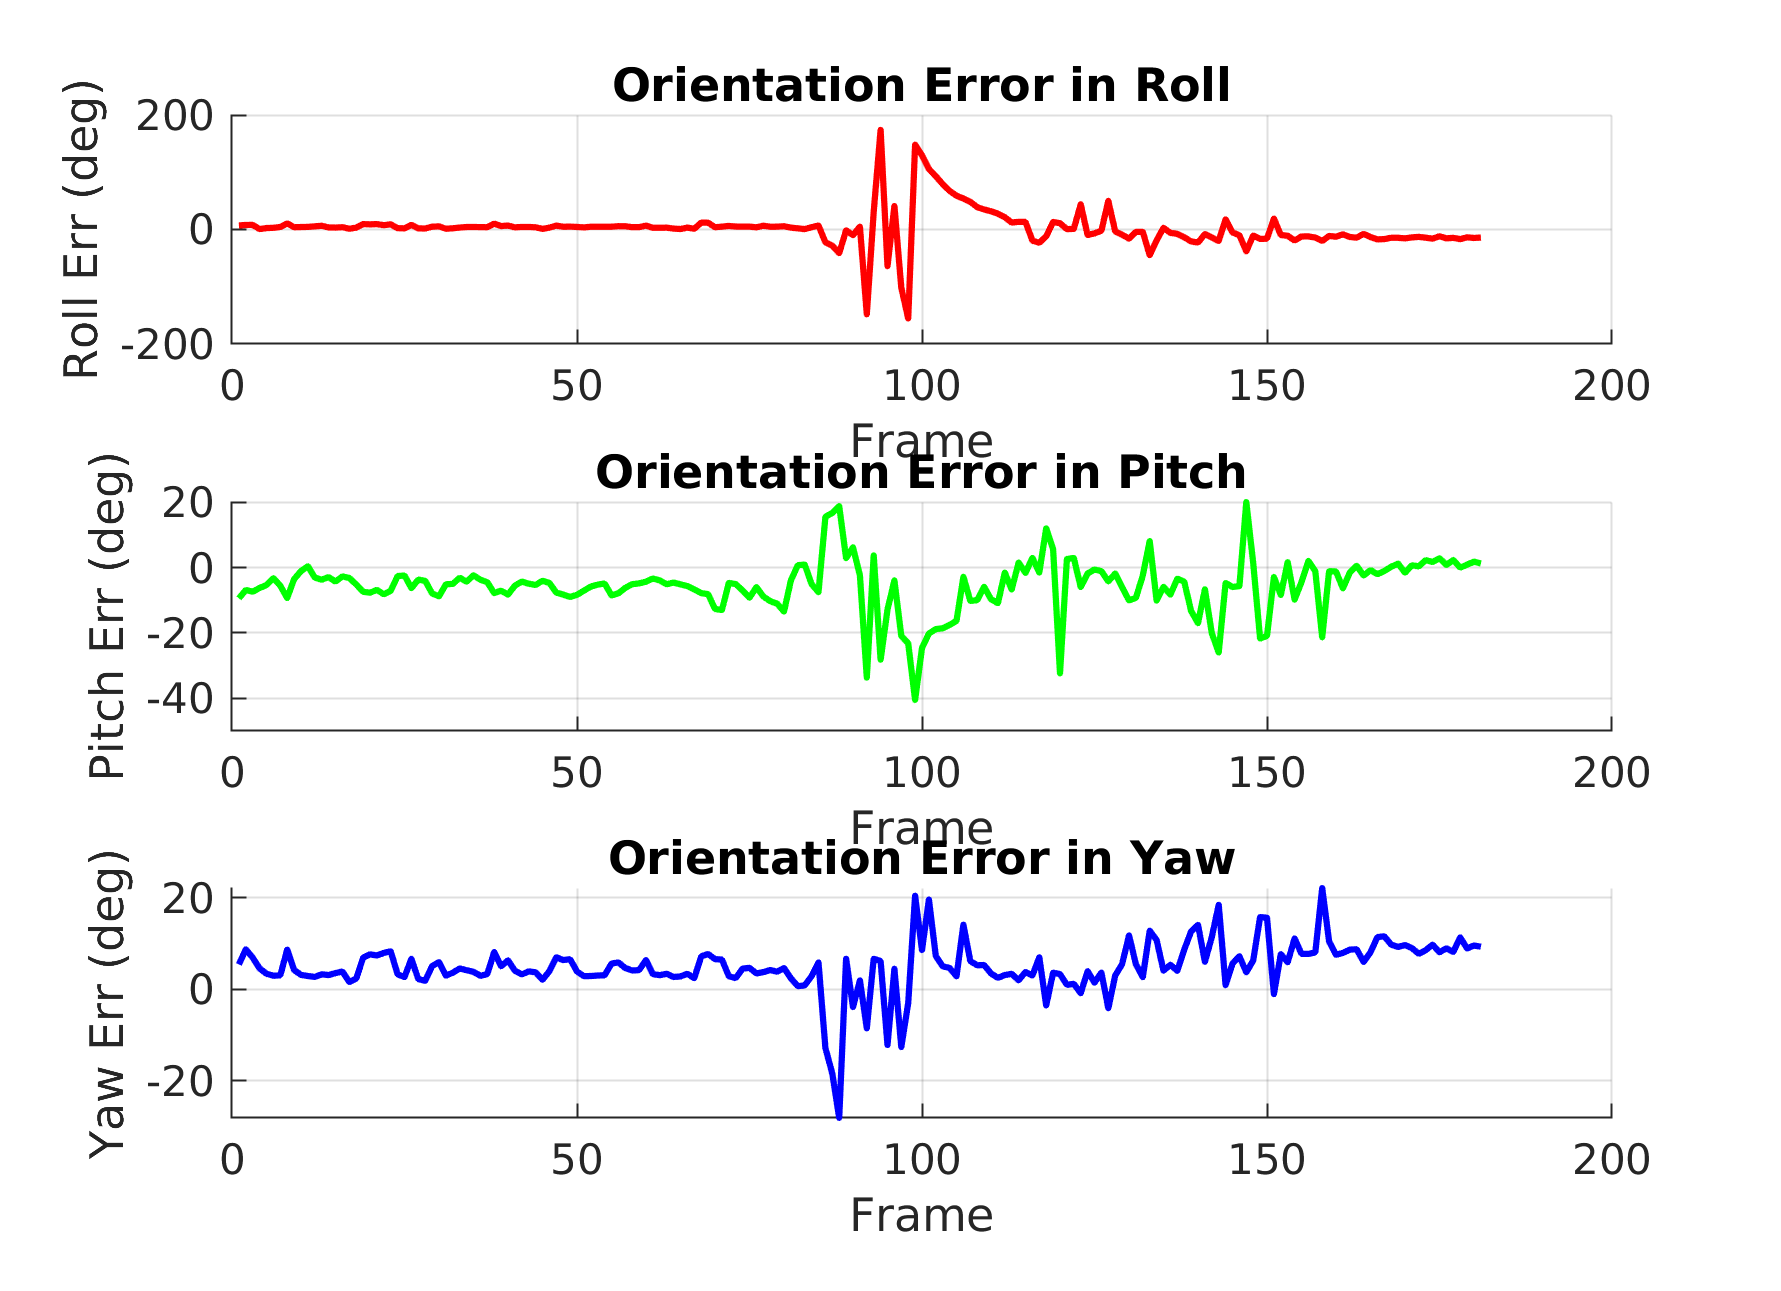 Orientation Error in Roll
Roll Err (deg)
200
0
-200
0 50 100 150 200
Frame
Orientation Error in Pitch
Pitch Err (deg)
20
0
-20
-40
0 50 100 150 200
Frame
Orientation Error in Yaw
Yaw Err (deg)
20
0
-20
0 50 100 150 200
Frame